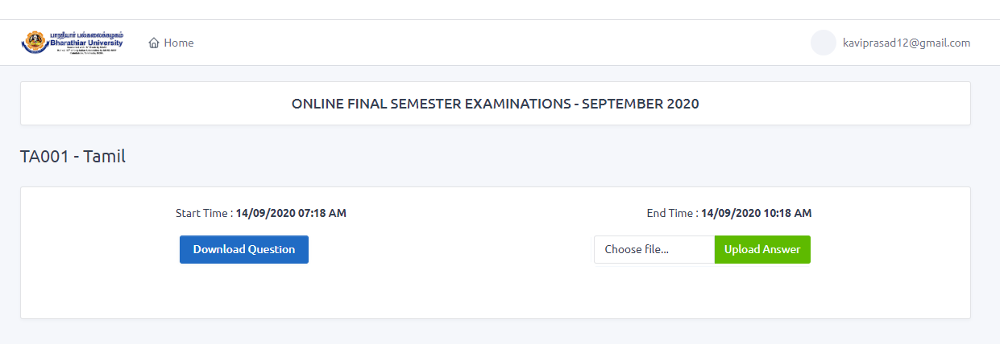 பாரதியார் பல்கலைக்கழகம்
Bharathiar University
Home
kaviprasad12@gmail.com
ONLINE FINAL SEMESTER EXAMINATIONS - SEPTEMBER 2020
TA001 - Tamil
Start Time : 14/09/2020 07:18 AM
End Time : 14/09/2020 10:18 AM
Download Question
Choose file...
Upload Answer